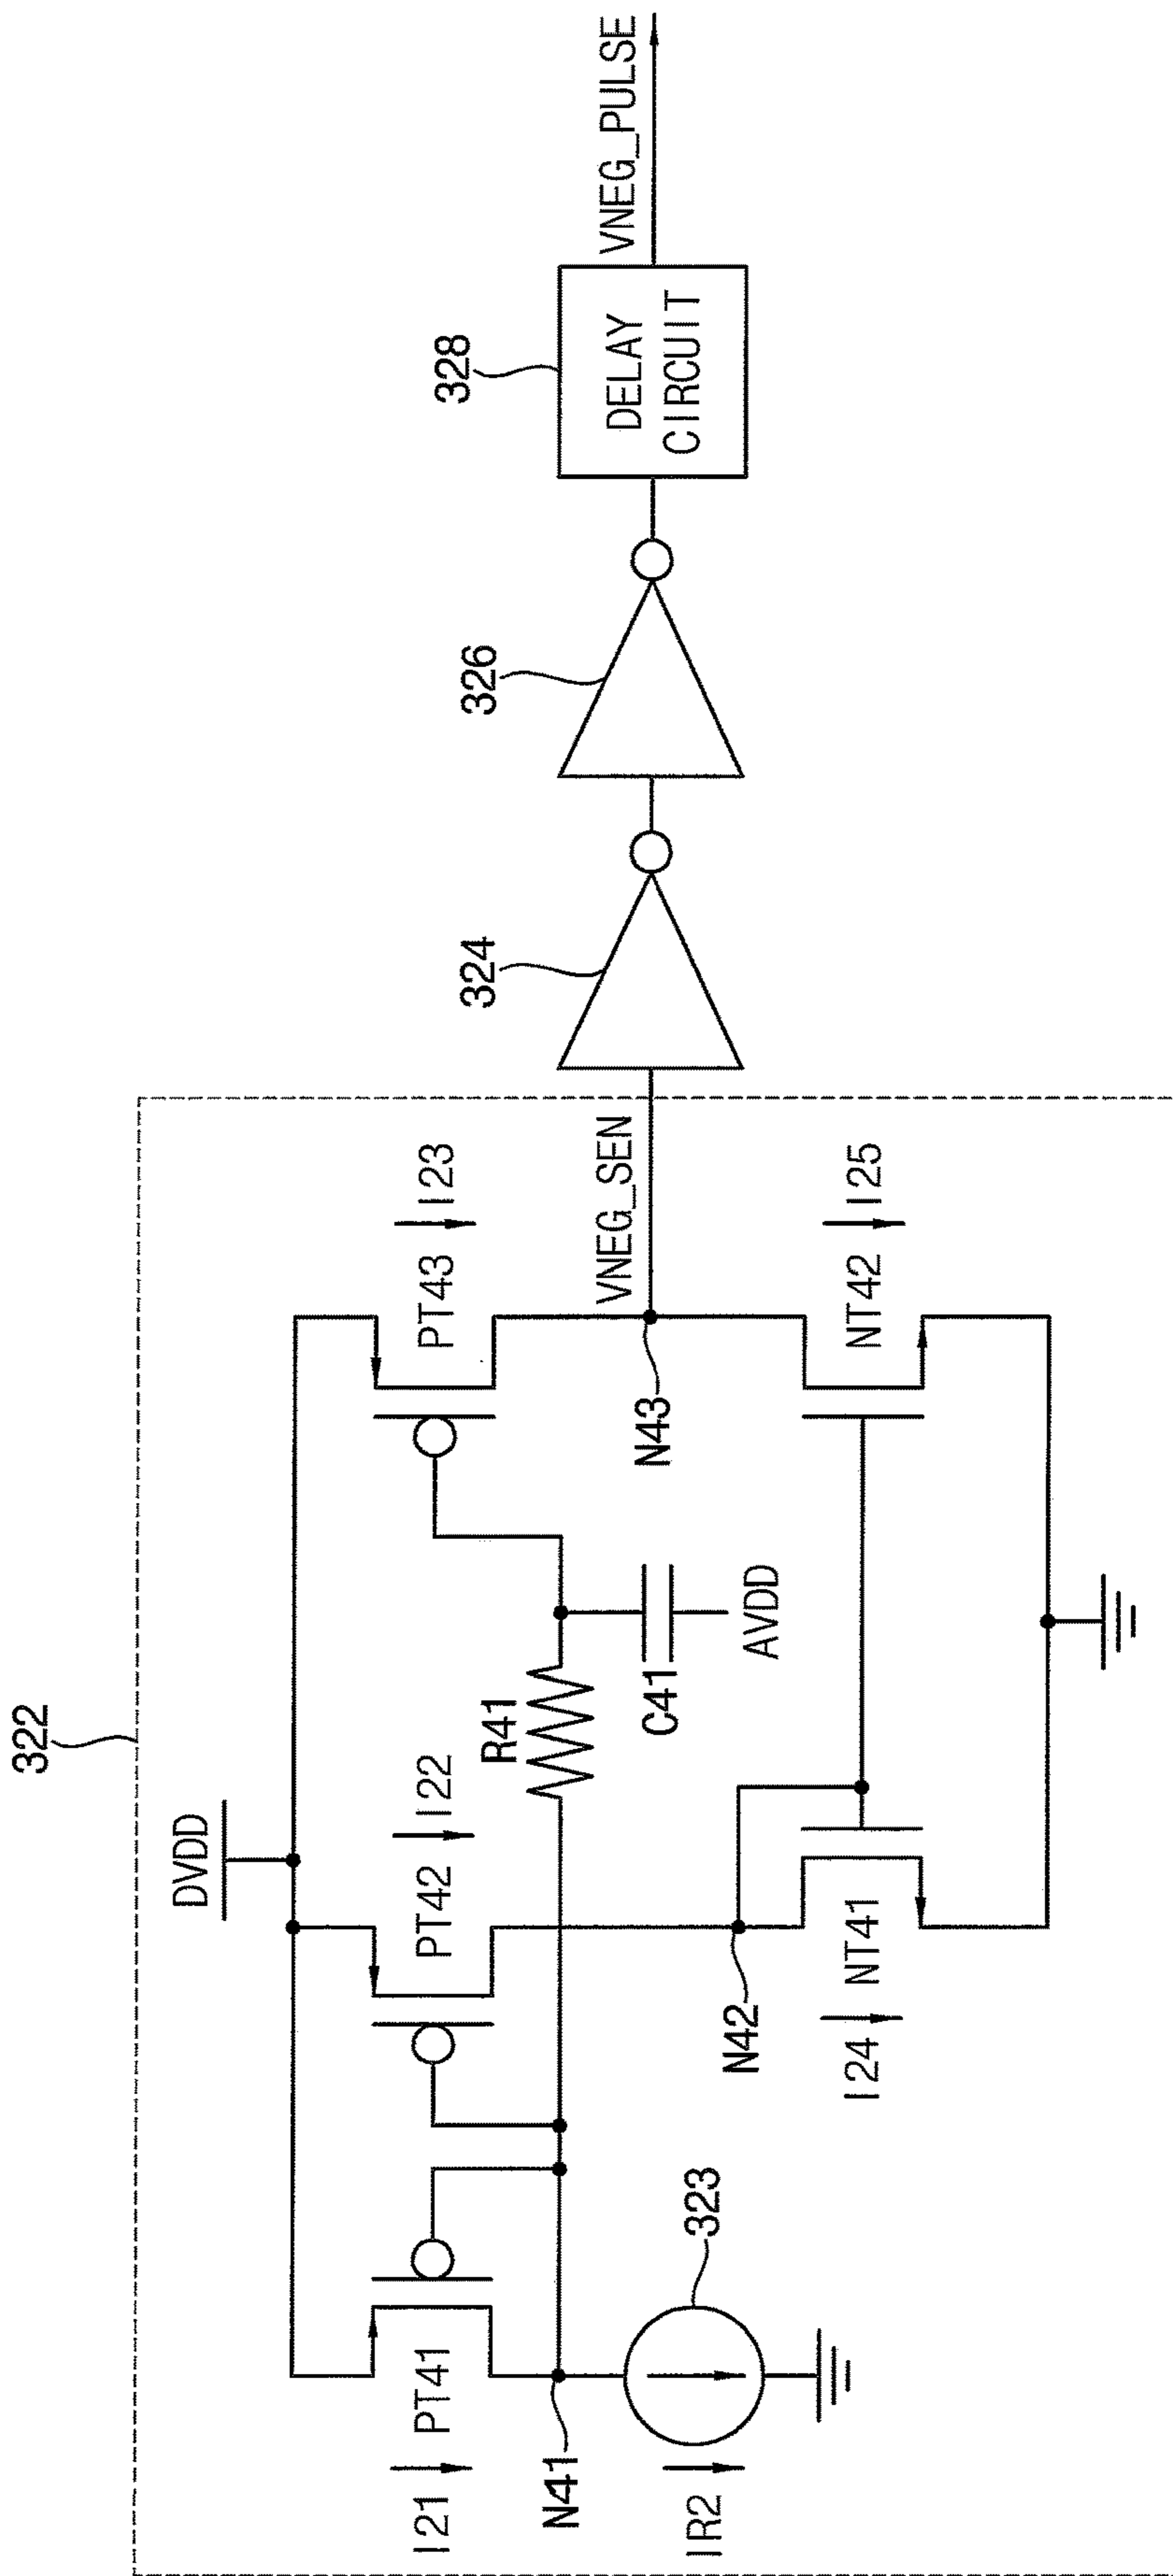 322
DVDD
I21
PT41
PT42
I22
PT43
I23
R41
N41
C41
AVDD
N43
VNEG_SEN
324
326
328
DELAY
CIRCUIT
VNEG_PULSE
IR2
323
N42
I24
NT41
NT42
I25